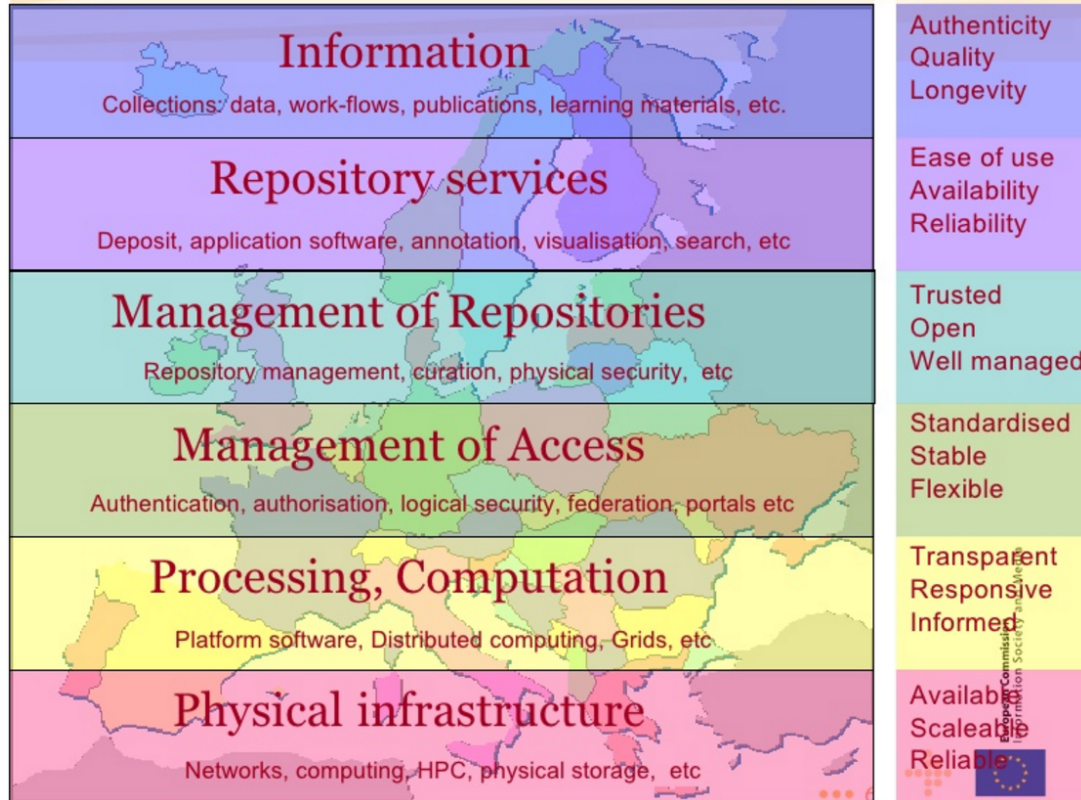 Information
Collections: data, work-flows, publications, learning materials, etc.
Authenticity
Quality
Longevity
Repository services
Deposit, application software, annotation, visualisation, search, etc
Ease of use
Availability
Reliability
Management of Repositories
Repository management, curation, physical security, etc
Trusted
Open
Well managed
Management of Access
Authentication, authorisation, logical security, federation, portals etc
Standardised
Stable
Flexible
Processing, Computation
Platform software, Distributed computing, Grids, etc
Transparent
Responsive
Informed
Physical infrastructure
Networks, computing, HPC, physical storage, etc
Available
Scaleable
Reliable
European Commission
Information Society and Media